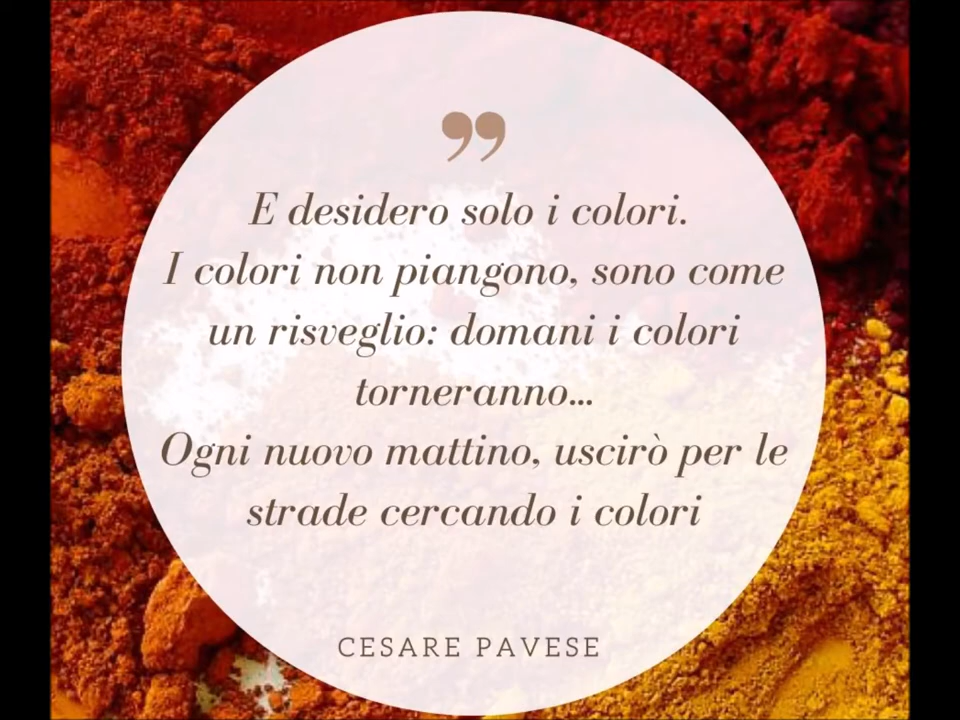 ”
E desidero solo i colori.
I colori non piangono, sono come
un risveglio: domani i colori
torneranno...
Ogni nuovo mattino, uscirò per le
strade cercando i colori
CESARE PAVESE